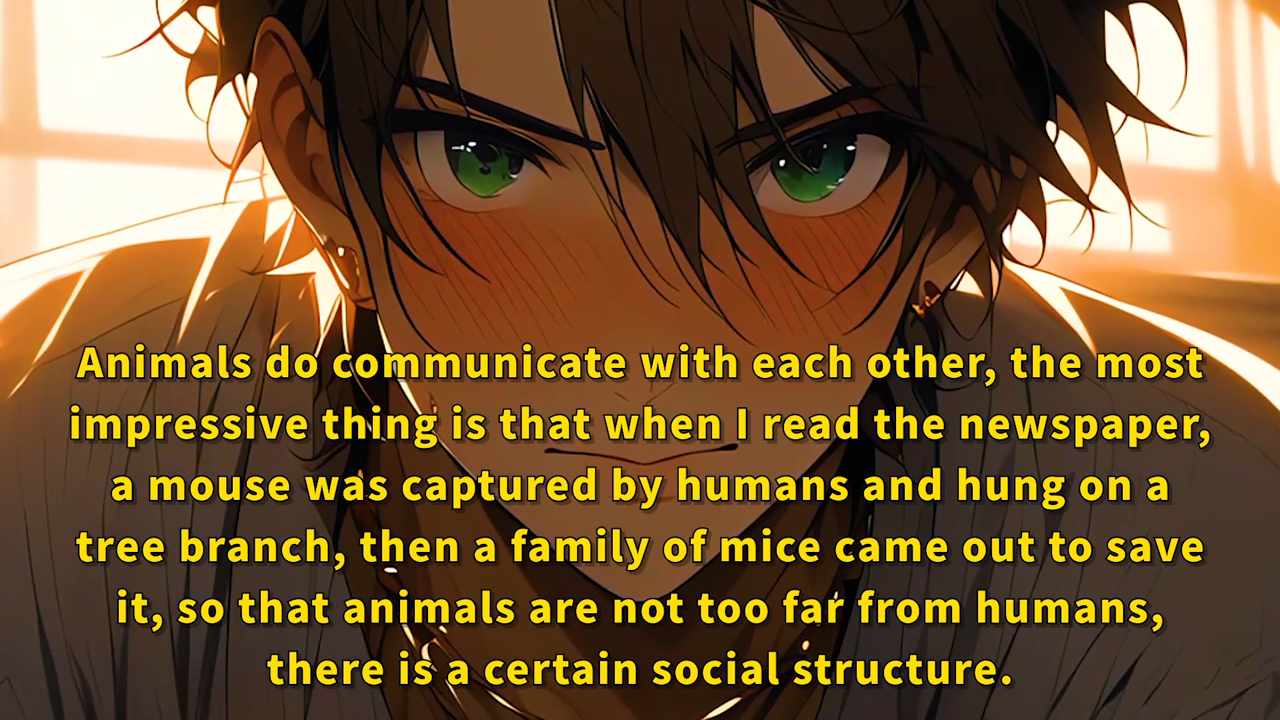 Animals do communicate with each other, the most
impressive thing is that when I read the newspaper,
a mouse was captured by humans and hung on a
tree branch, then a family of mice came out to save
it, so that animals are not too far from humans,
there is a certain social structure.